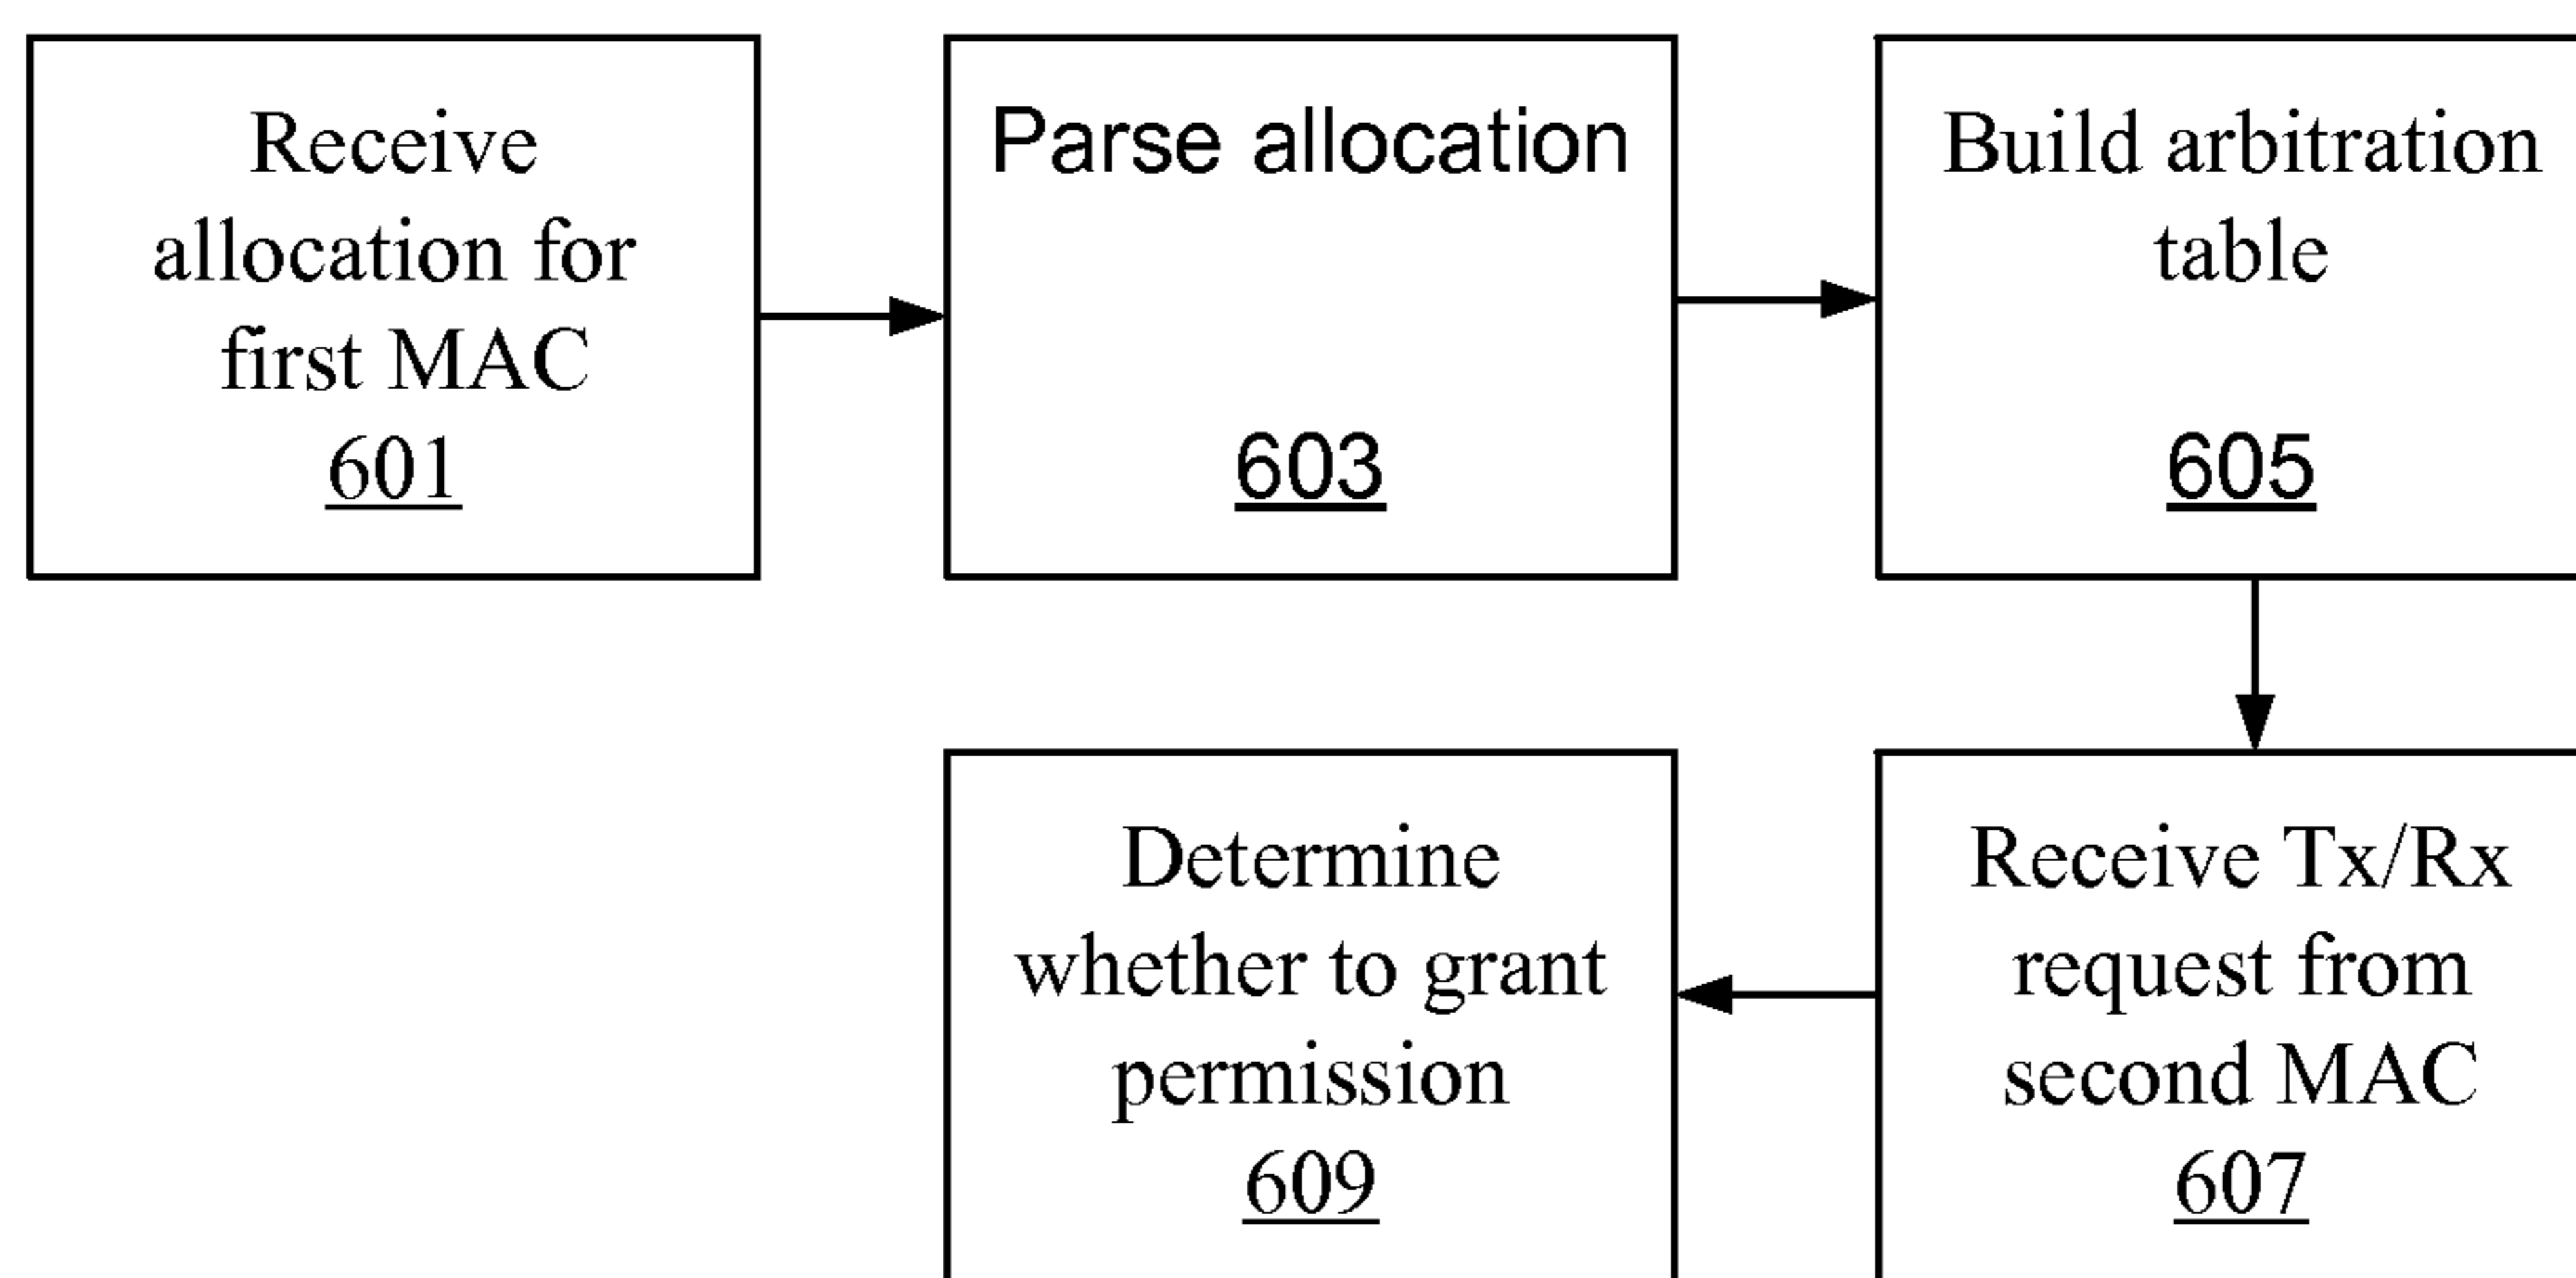 Receive
allocation for
first MAC
601
Parse allocation
603
Build arbitration
table
605
Receive Tx/Rx
request from
second MAC
607
Determine
whether to grant
permission
609